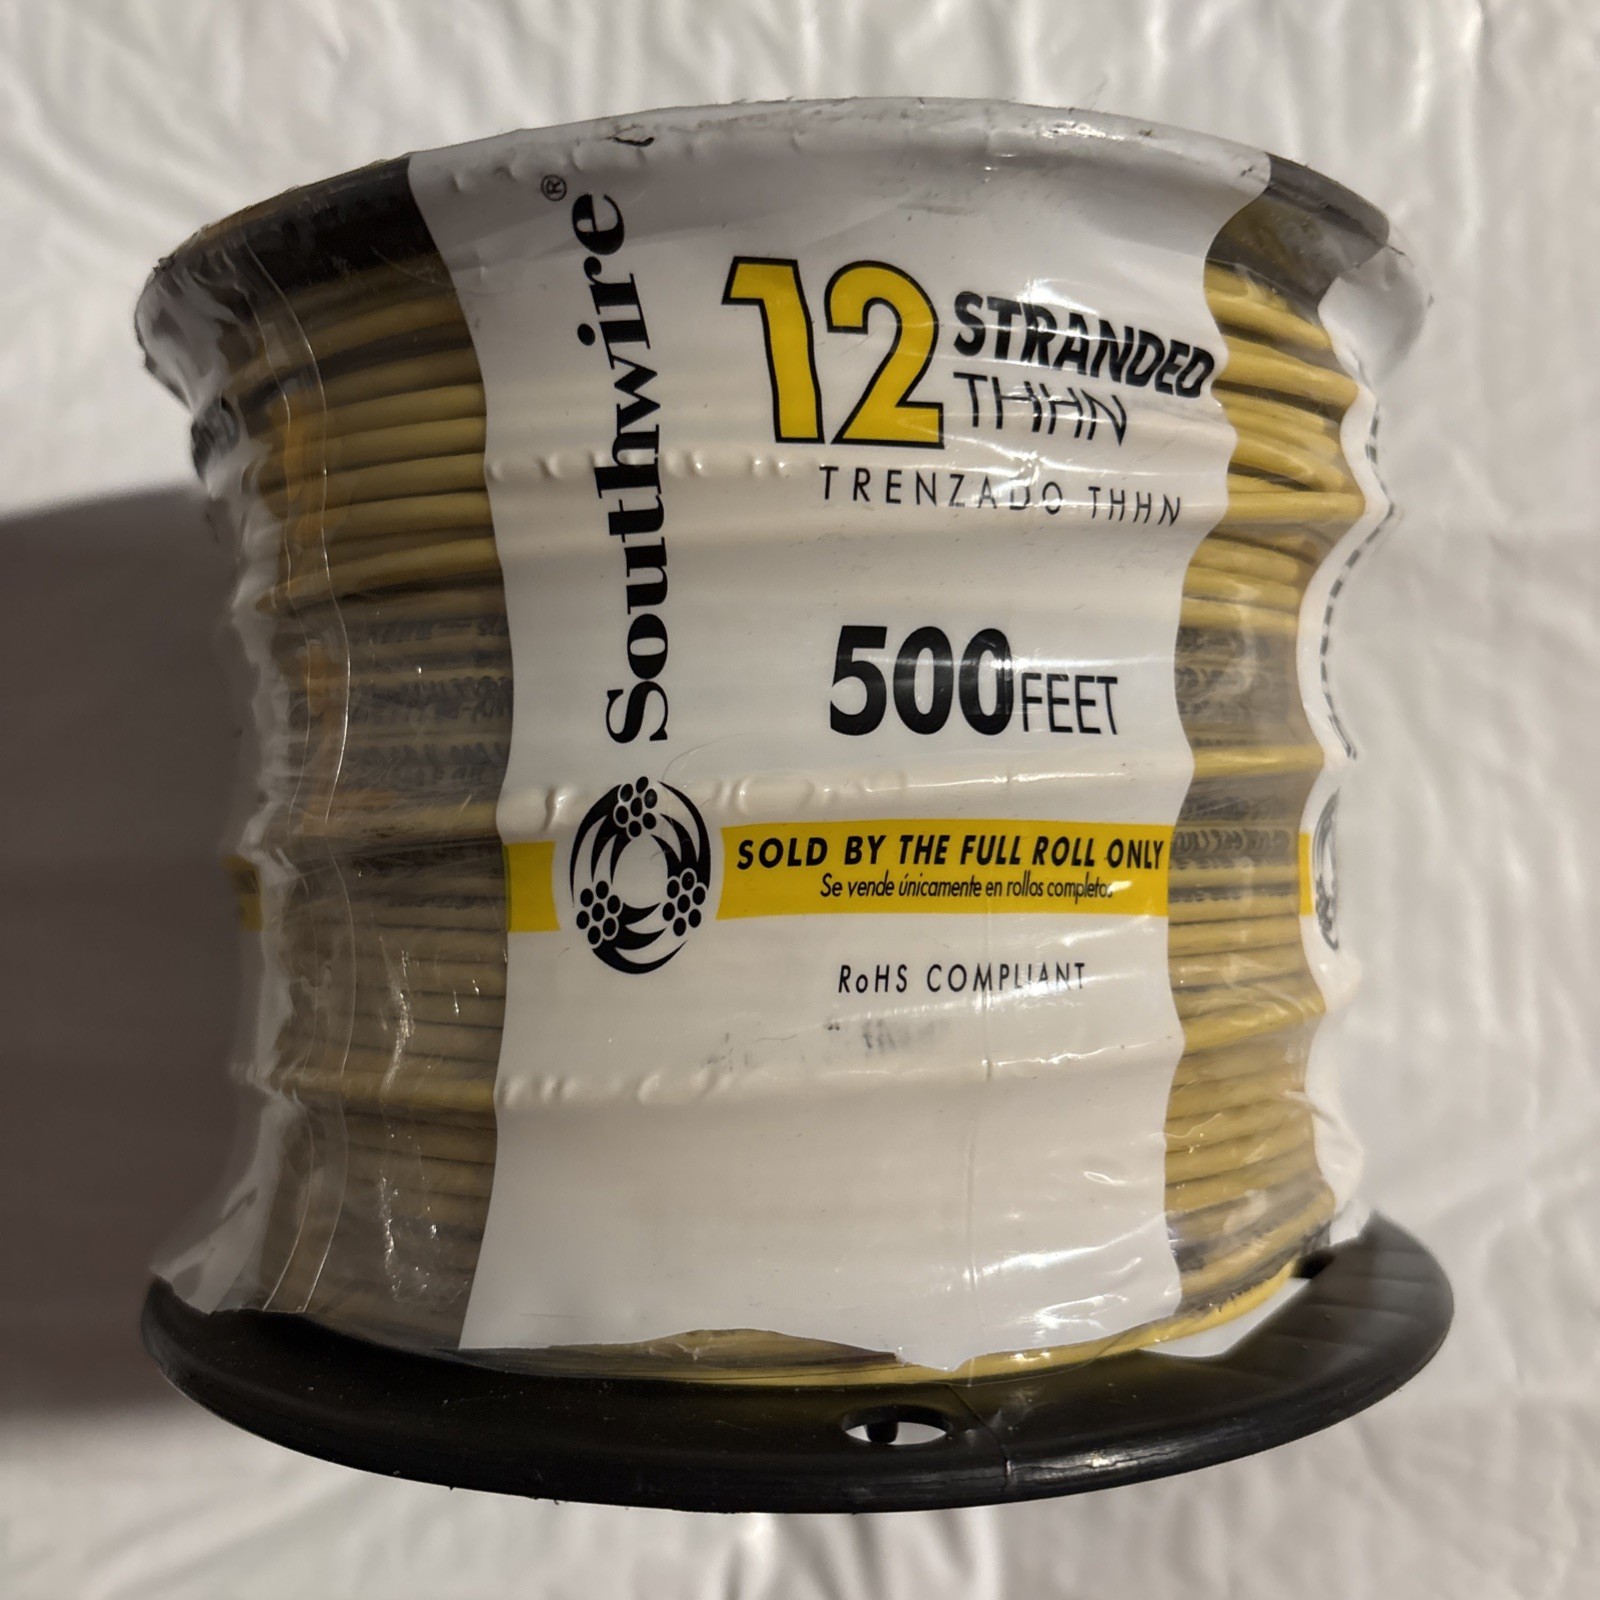 Southwire®
12 STRANDED
THHN
TRENZADO THHN
500 FEET
SOLD BY THE FULL ROLL ONLY
Se vende únicamente en rollos completos
RoHS COMPLIANT